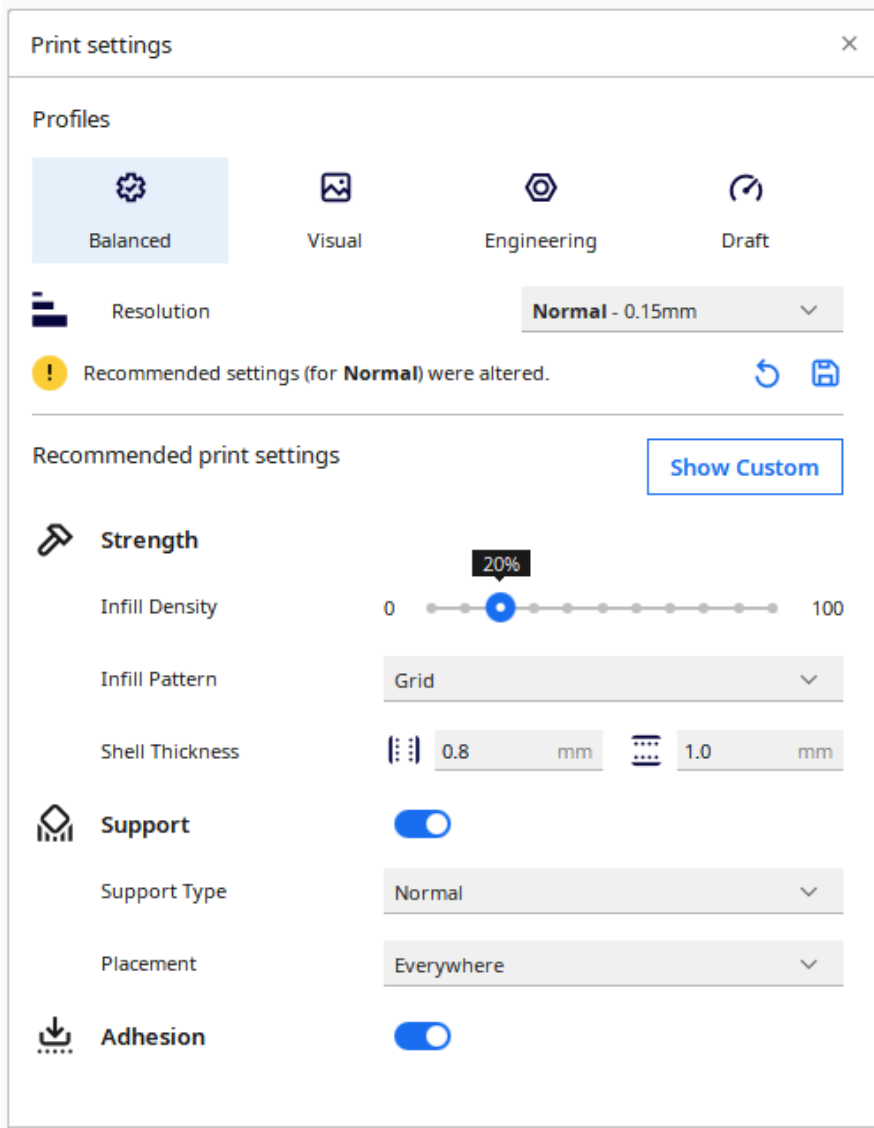 Print settings
Profiles
Balanced Visual Engineering Draft
Resolution Normal - 0.15mm
! Recommended settings (for Normal) were altered.
Recommended print settings
Show Custom
Strength
20%
Infill Density 0 100
Infill Pattern Grid
Shell Thickness 0.8 mm 1.0 mm
Support
Support Type Normal
Placement Everywhere
Adhesion